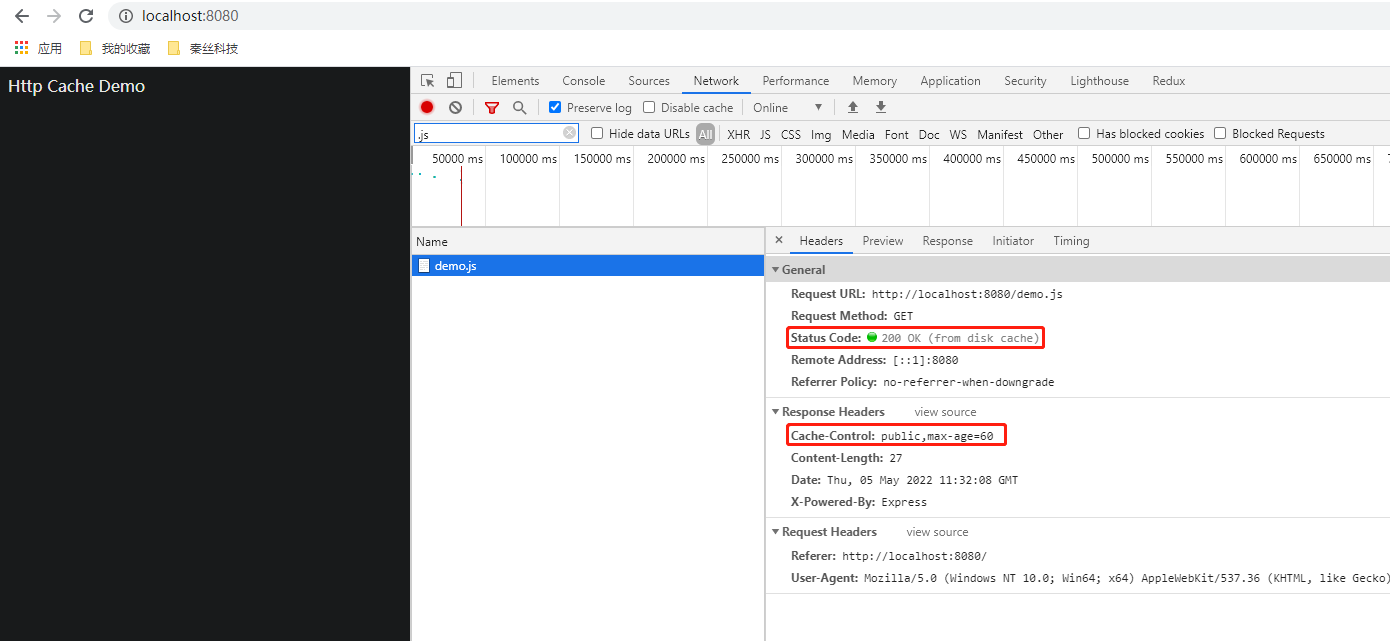 localhost:8080
应用 我的收藏 秦丝科技
Http Cache Demo
Elements Console Sources Network Performance Memory Application Security Lighthouse Redux
Preserve log Disable cache Online
.js Hide data URLs All XHR JS CSS Img Media Font Doc WS Manifest Other Has blocked cookies Blocked Requests
50000 ms 100000 ms 150000 ms 200000 ms 250000 ms 300000 ms 350000 ms 400000 ms 450000 ms 500000 ms 550000 ms 600000 ms 650000 ms
Name
demo.js
Headers Preview Response Initiator Timing
General
Request URL: http://localhost:8080/demo.js
Request Method: GET
Status Code: 200 OK (from disk cache)
Remote Address: [::1]:8080
Referrer Policy: no-referrer-when-downgrade
Response Headers view source
Cache-Control: public,max-age=60
Content-Length: 27
Date: Thu, 05 May 2022 11:32:08 GMT
X-Powered-By: Express
Request Headers view source
Referer: http://localhost:8080/
User-Agent: Mozilla/5.0 (Windows NT 10.0; Win64; x64) AppleWebKit/537.36 (KHTML, like Gecko)